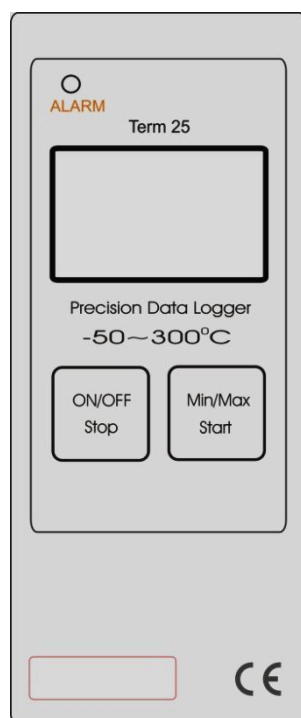 ALARM
Term 25
Precision Data Logger
-50～300°C
ON/OFF
Stop
Min/Max
Start
CE